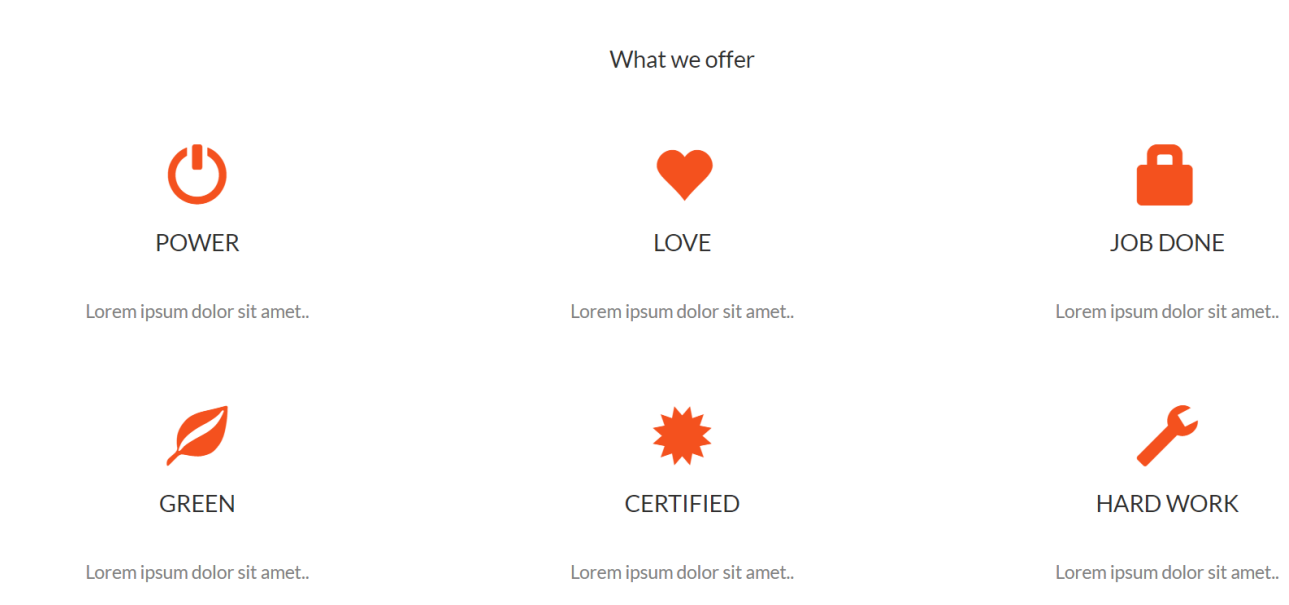 What we offer
POWER
LOVE
JOB DONE
Lorem ipsum dolor sit amet..
Lorem ipsum dolor sit amet..
Lorem ipsum dolor sit amet..
GREEN
CERTIFIED
HARD WORK
Lorem ipsum dolor sit amet..
Lorem ipsum dolor sit amet..
Lorem ipsum dolor sit amet..